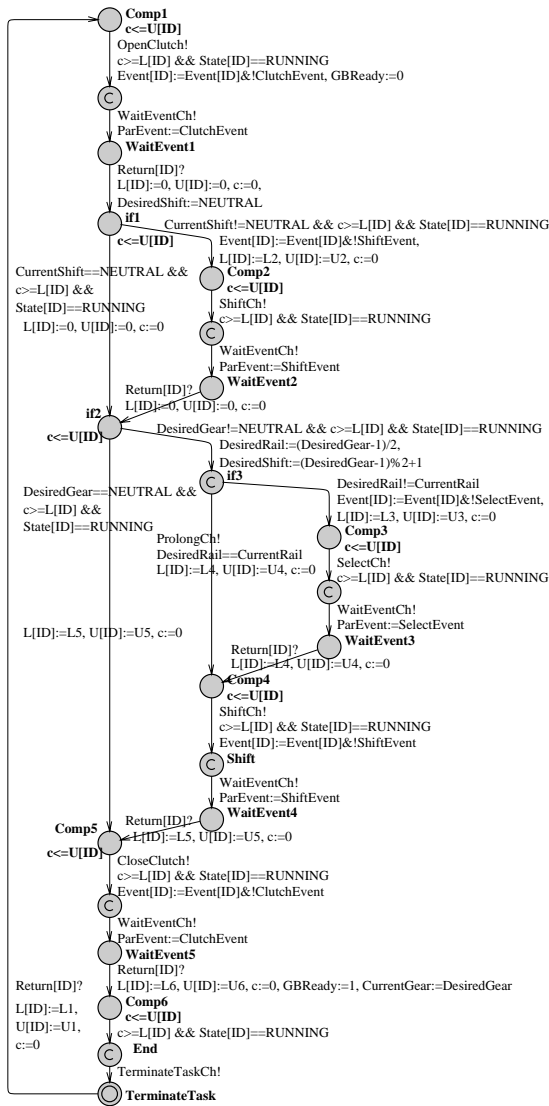 Comp1
c<=U[ID]
OpenClutch!
c>=L[ID] && State[ID]==RUNNING
Event[ID]:=Event[ID]&!ClutchEvent, GBReady:=0
C
WaitEventCh!
ParEvent:=ClutchEvent
WaitEvent1
Return[ID]?
L[ID]:=0, U[ID]:=0, c:=0,
DesiredShift:=NEUTRAL
if1
c<=U[ID]
CurrentShift!=NEUTRAL && c>=L[ID] && State[ID]==RUNNING
Event[ID]:=Event[ID]&!ShiftEvent,
L[ID]:=L2, U[ID]:=U2, c:=0
CurrentShift==NEUTRAL &&
c>=L[ID] &&
State[ID]==RUNNING
L[ID]:=0, U[ID]:=0, c:=0
Comp2
c<=U[ID]
ShiftCh!
c>=L[ID] && State[ID]==RUNNING
C
WaitEventCh!
ParEvent:=ShiftEvent
WaitEvent2
Return[ID]?
L[ID]:=0, U[ID]:=0, c:=0
if2
c<=U[ID]
DesiredGear!=NEUTRAL && c>=L[ID] && State[ID]==RUNNING
DesiredRail:=(DesiredGear-1)/2,
DesiredShift:=(DesiredGear-1)%2+1
C
if3
DesiredRail!=CurrentRail
Event[ID]:=Event[ID]&!SelectEvent,
L[ID]:=L3, U[ID]:=U3, c:=0
DesiredGear==NEUTRAL &&
c>=L[ID] &&
State[ID]==RUNNING
Comp3
c<=U[ID]
ProlongCh!
DesiredRail==CurrentRail
L[ID]:=L4, U[ID]:=U4, c:=0
SelectCh!
c>=L[ID] && State[ID]==RUNNING
C
WaitEventCh!
ParEvent:=SelectEvent
L[ID]:=L5, U[ID]:=U5, c:=0
WaitEvent3
Return[ID]?
L[ID]:=L4, U[ID]:=U4, c:=0
Comp4
c<=U[ID]
ShiftCh!
c>=L[ID] && State[ID]==RUNNING
Event[ID]:=Event[ID]&!ShiftEvent
C
Shift
WaitEventCh!
ParEvent:=ShiftEvent
WaitEvent4
Return[ID]?
L[ID]:=L5, U[ID]:=U5, c:=0
Comp5
c<=U[ID]
CloseClutch!
c>=L[ID] && State[ID]==RUNNING
Event[ID]:=Event[ID]&!ClutchEvent
C
WaitEventCh!
ParEvent:=ClutchEvent
WaitEvent5
Return[ID]?
L[ID]:=L6, U[ID]:=U6, c:=0, GBReady:=1, CurrentGear:=DesiredGear
Return[ID]?
L[ID]:=L1,
U[ID]:=U1,
c:=0
Comp6
c<=U[ID]
c>=L[ID] && State[ID]==RUNNING
C
End
TerminateTaskCh!
TerminateTask